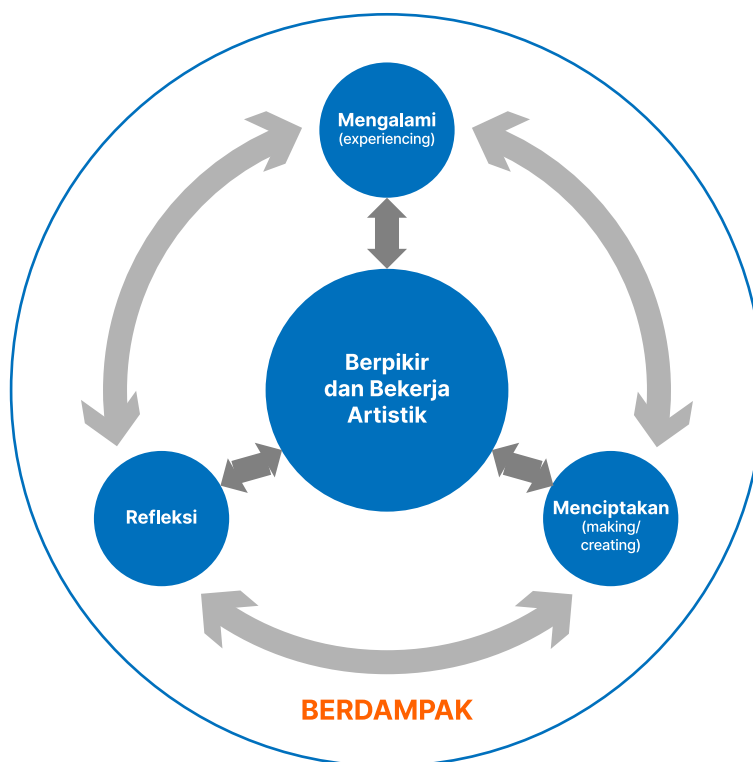 Mengalami
(experiencing)
Berpikir
dan Bekerja
Artistik
Refleksi
Menciptakan
(making/
creating)
BERDAMPAK